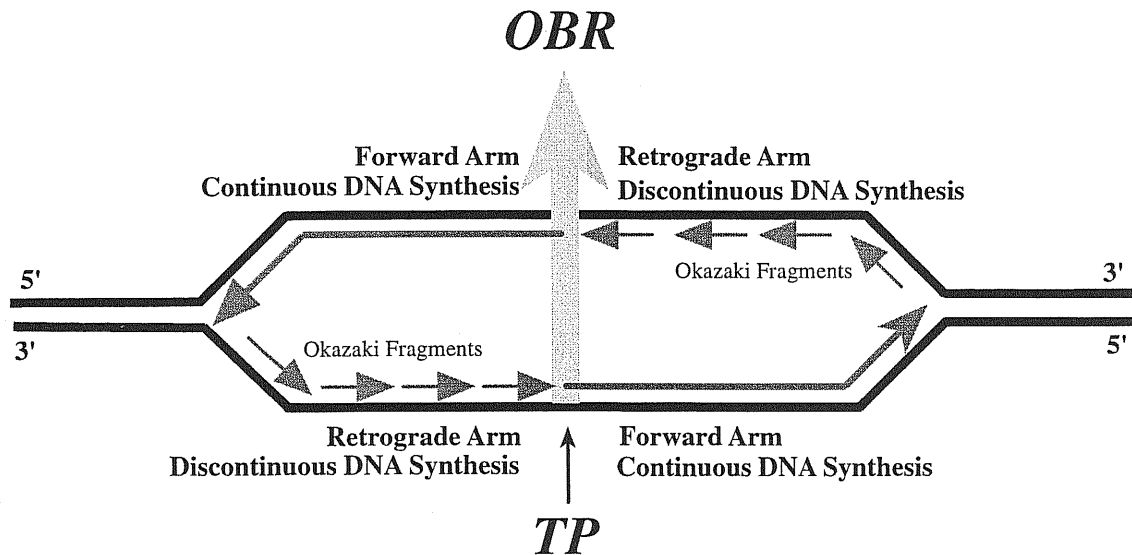 OBR
Forward Arm
Continuous DNA Synthesis
Retrograde Arm
Discontinuous DNA Synthesis
5'
3'
Okazaki Fragments
3'
5'
Okazaki Fragments
Retrograde Arm
Discontinuous DNA Synthesis
Forward Arm
Continuous DNA Synthesis
TP